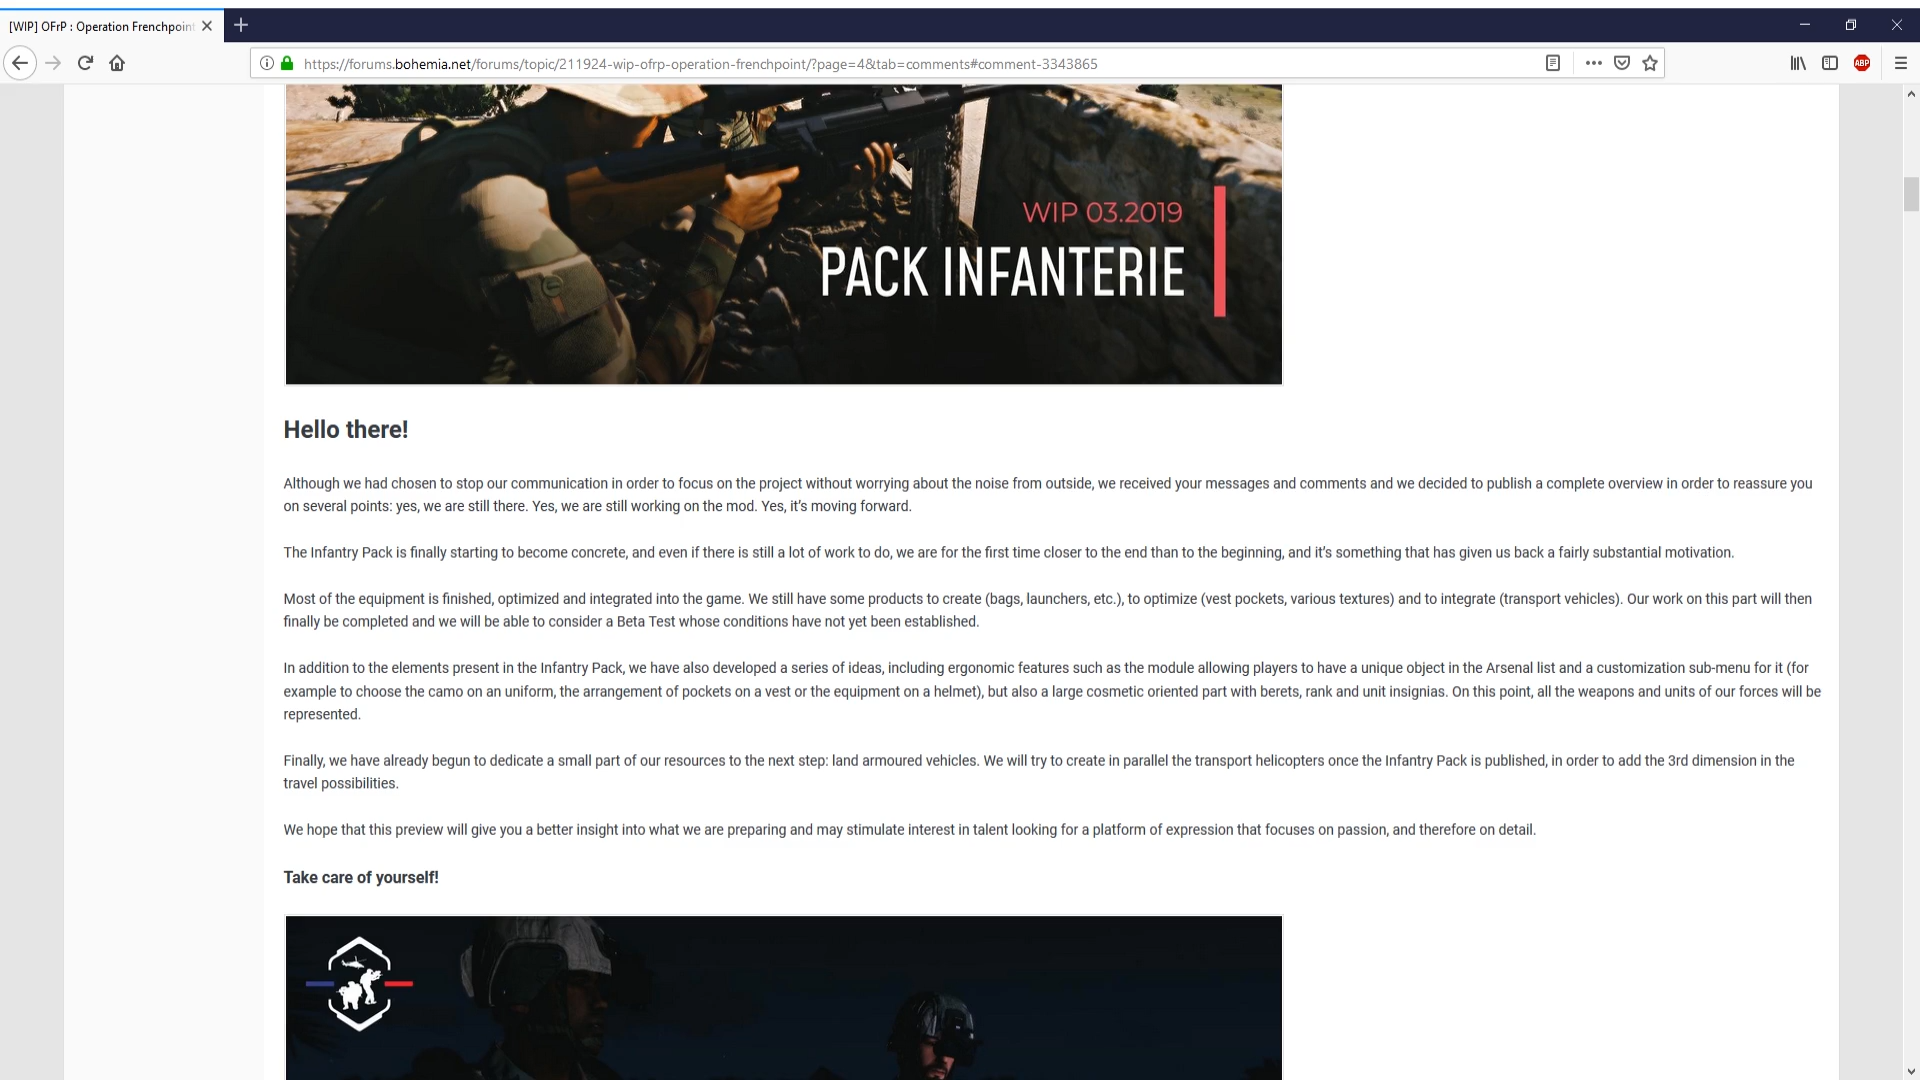 [WIP] OFrP : Operation Frenchpoin
https://forums.bohemia.net/forums/topic/211924-wip-ofrp-operation-frenchpoint/?page=4&tab=comments#comment-3343865
ABP
WIP 03.2019
PACK INFANTERIE
Hello there!
Although we had chosen to stop our communication in order to focus on the project without worrying about the noise from outside, we received your messages and comments and we decided to publish a complete overview in order to reassure you
on several points: yes, we are still there. Yes, we are still working on the mod. Yes, it's moving forward.
The Infantry Pack is finally starting to become concrete, and even if there is still a lot of work to do, we are for the first time closer to the end than to the beginning, and it's something that has given us back a fairly substantial motivation.
Most of the equipment is finished, optimized and integrated into the game. We still have some products to create (bags, launchers, etc.), to optimize (vest pockets, various textures) and to integrate (transport vehicles). Our work on this part will then
finally be completed and we will be able to consider a Beta Test whose conditions have not yet been established.
In addition to the elements present in the Infantry Pack, we have also developed a series of ideas, including ergonomic features such as the module allowing players to have a unique object in the Arsenal list and a customization sub-menu for it (for
example to choose the camo on an uniform, the arrangement of pockets on a vest or the equipment on a helmet), but also a large cosmetic oriented part with berets, rank and unit insignias. On this point, all the weapons and units of our forces will be
represented.
Finally, we have already begun to dedicate a small part of our resources to the next step: land armoured vehicles. We will try to create in parallel the transport helicopters once the Infantry Pack is published, in order to add the 3rd dimension in the
travel possibilities.
We hope that this preview will give you a better insight into what we are preparing and may stimulate interest in talent looking for a platform of expression that focuses on passion, and therefore on detail.
Take care of yourself!